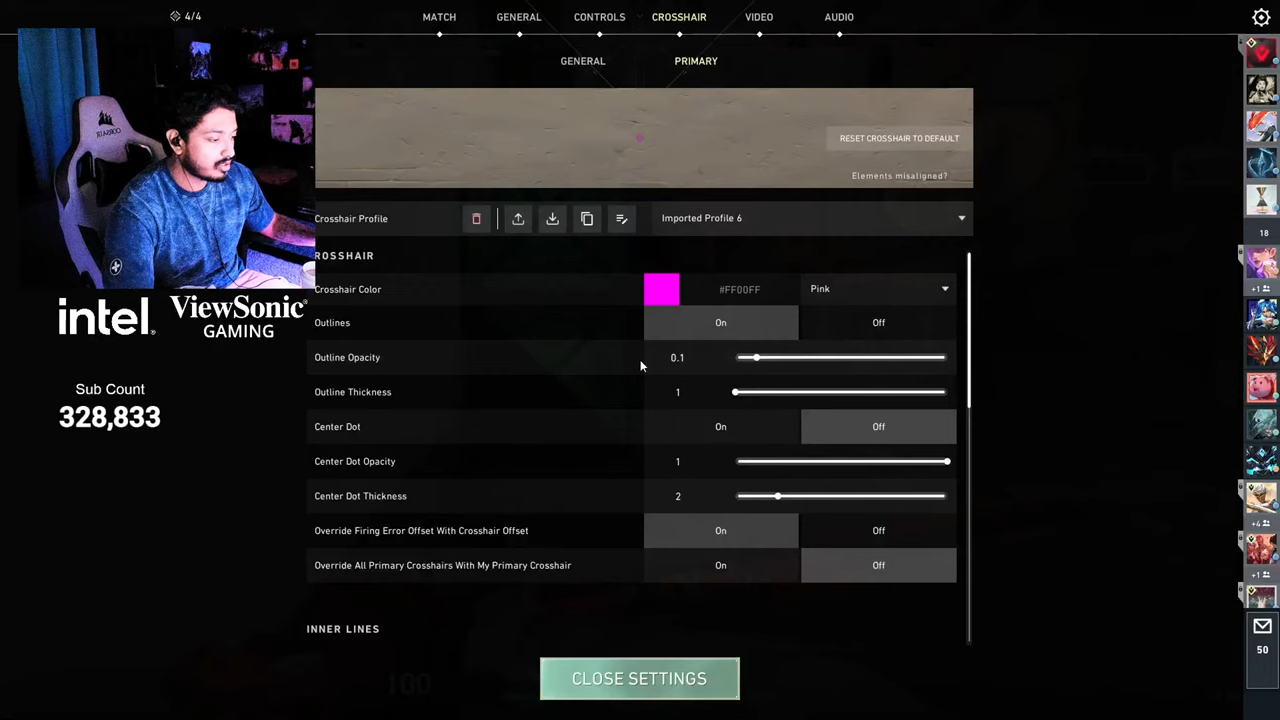 4/4
MATCH GENERAL CONTROLS CROSSHAIR VIDEO AUDIO
GENERAL PRIMARY
RESET CROSSHAIR TO DEFAULT
Elements misaligned?
Crosshair Profile Imported Profile 6
ROSSHAIR
Crosshair Color #FF00FF Pink
Outlines On Off
Outline Opacity 0.1
Outline Thickness 1
Center Dot On Off
Center Dot Opacity 1
Center Dot Thickness 2
Override Firing Error Offset With Crosshair Offset On Off
Override All Primary Crosshairs With My Primary Crosshair On Off
INNER LINES
CLOSE SETTINGS
100
intel. ViewSonic
GAMING
Sub Count
328,833
18
+1
+4
+1
50